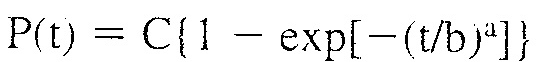 P(t) = C{1 − exp[−(t/b)ᵃ]}